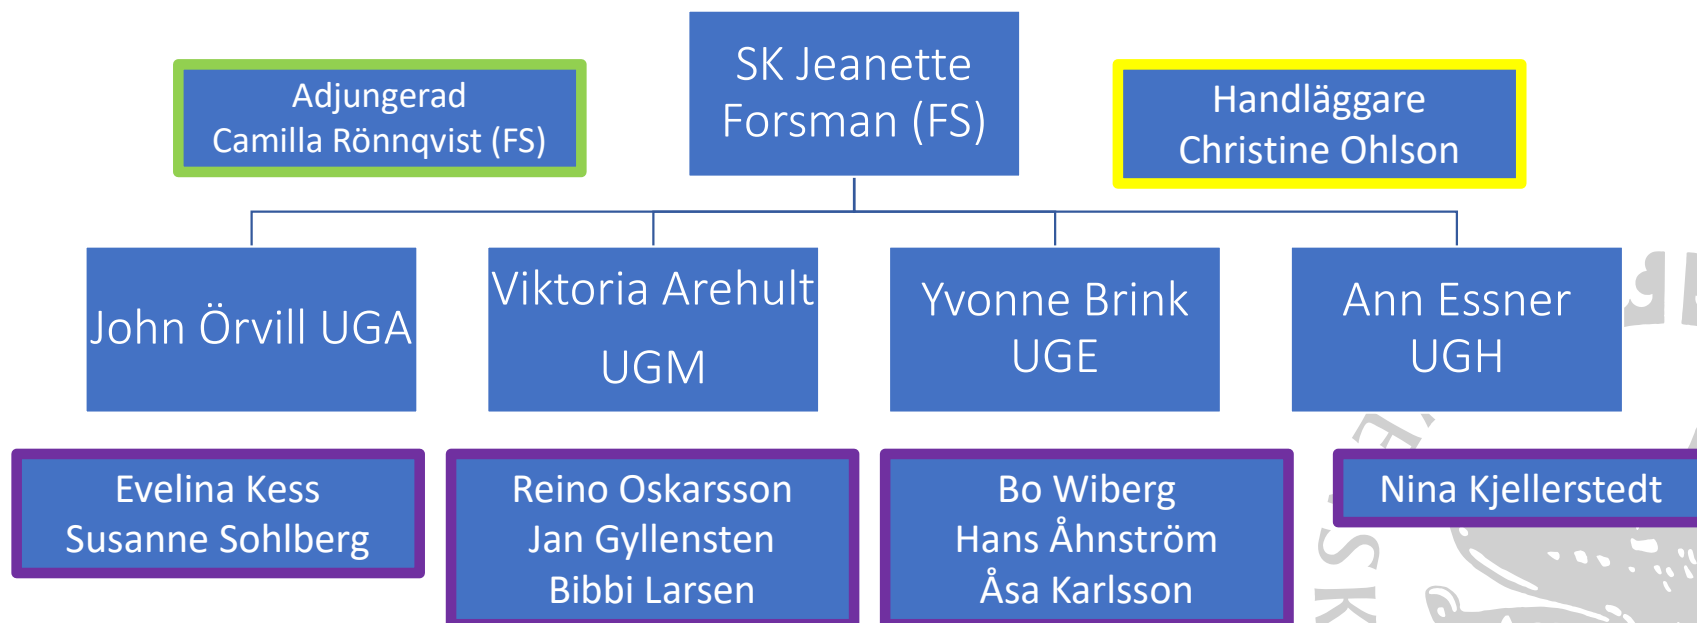 SK Jeanette
Forsman (FS)
Adjungerad
Camilla Rönnqvist (FS)
Handläggare
Christine Ohlson
John Örvill UGA
Viktoria Arehult
UGM
Yvonne Brink
UGE
Ann Essner
UGH
Evelina Kess
Susanne Sohlberg
Reino Oskarsson
Jan Gyllensten
Bibbi Larsen
Bo Wiberg
Hans Åhnström
Åsa Karlsson
Nina Kjellerstedt